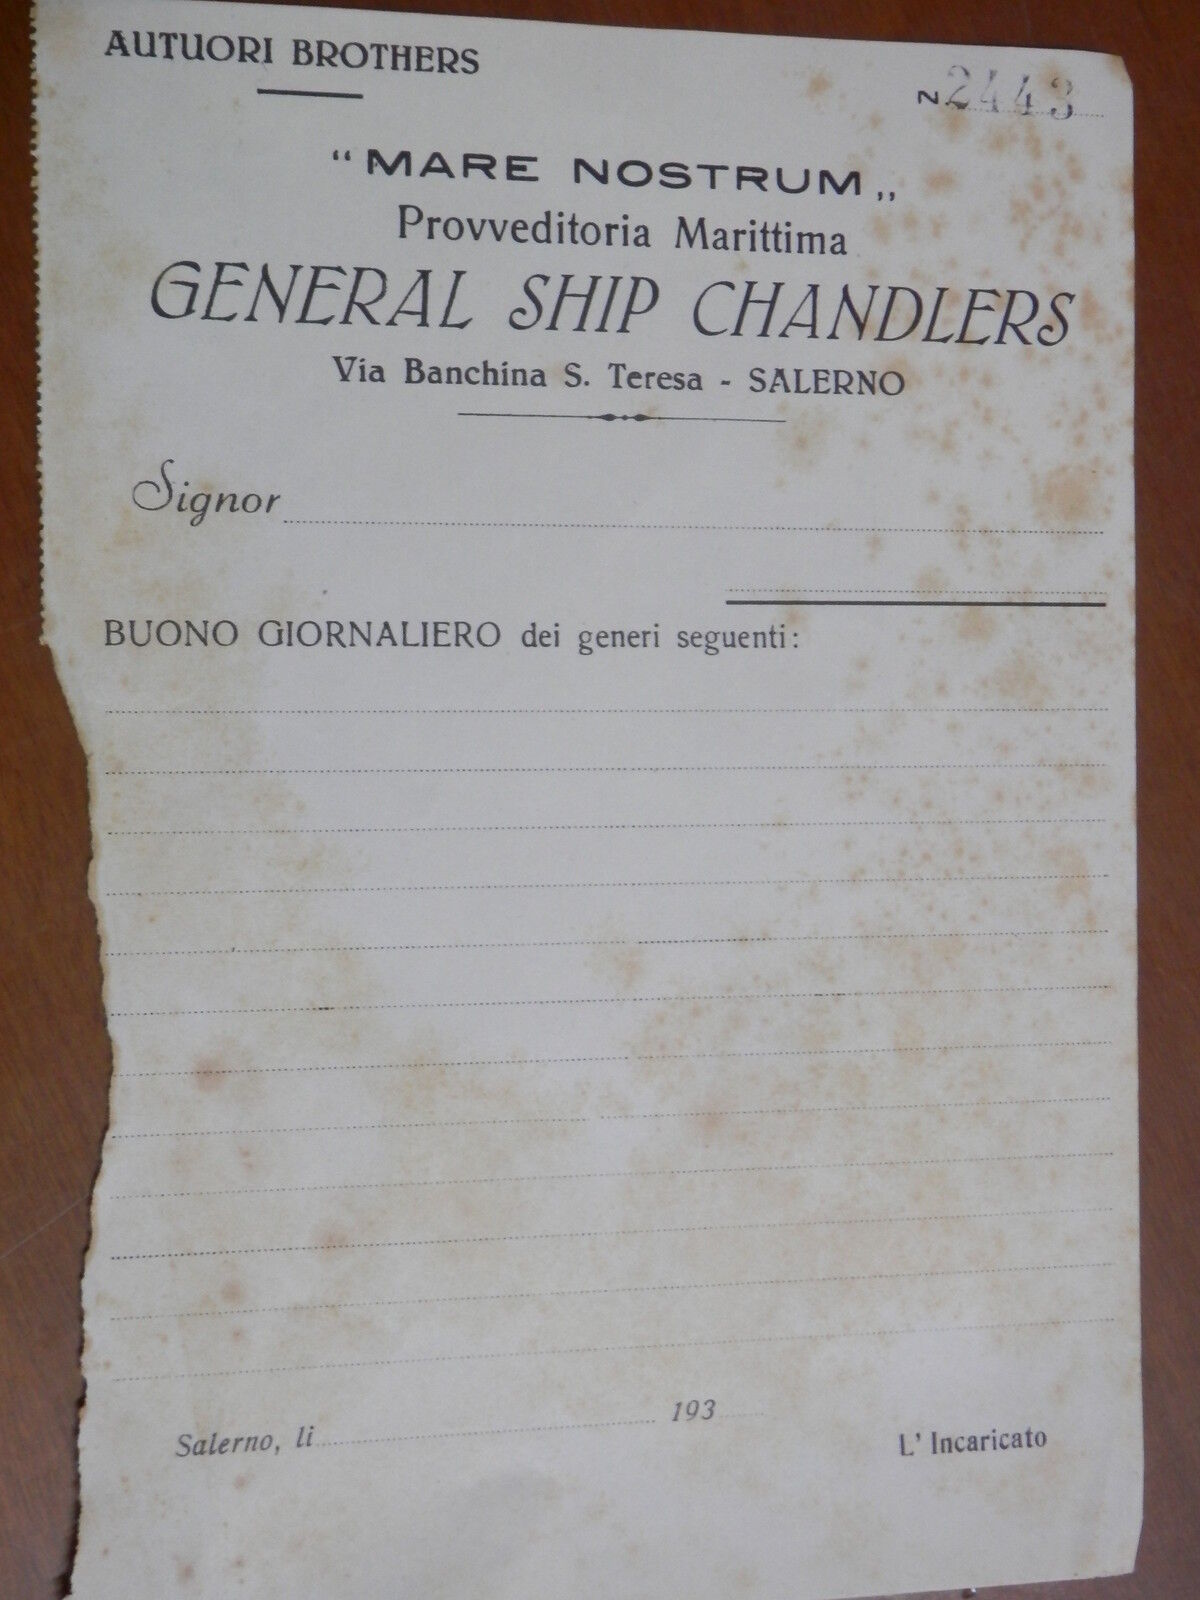 AUTUORI BROTHERS
N. 2443
“MARE NOSTRUM„
Provveditoria Marittima
GENERAL SHIP CHANDLERS
Via Banchina S. Teresa - SALERNO
Signor
BUONO GIORNALIERO dei generi seguenti:
Salerno, li 193
L' Incaricato